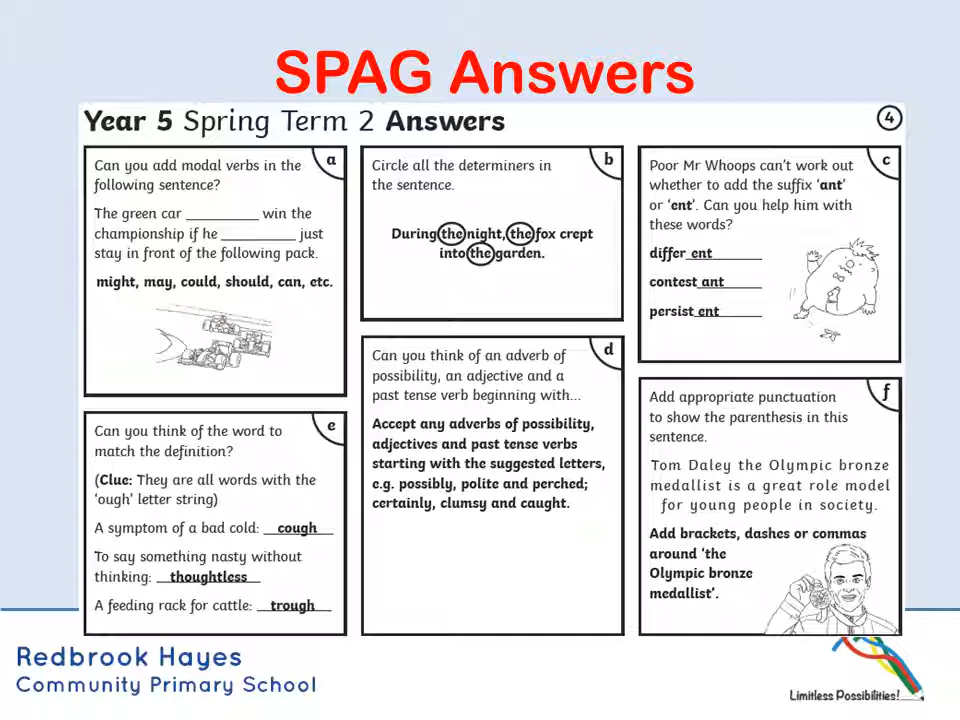 SPAG Answers
Year 5 Spring Term 2 Answers
4
a
Can you add modal verbs in the
following sentence?
The green car _________ win the
championship if he _________ just
stay in front of the following pack.
might, may, could, should, can, etc.
b
Circle all the determiners in
the sentence.
During the night, the fox crept
into the garden.
c
Poor Mr Whoops can't work out
whether to add the suffix 'ant'
or 'ent'. Can you help him with
these words?
differ ent
contest ant
persist ent
d
Can you think of an adverb of
possibility, an adjective and a
past tense verb beginning with...
Accept any adverbs of possibility,
adjectives and past tense verbs
starting with the suggested letters,
e.g. possibly, polite and perched;
certainly, clumsy and caught.
e
Can you think of the word to
match the definition?
(Clue: They are all words with the
'ough' letter string)
A symptom of a bad cold: cough
To say something nasty without
thinking: thoughtless
A feeding rack for cattle: trough
f
Add appropriate punctuation
to show the parenthesis in this
sentence.
Tom Daley the Olympic bronze
medallist is a great role model
for young people in society.
Add brackets, dashes or commas
around 'the
Olympic bronze
medallist'.
Redbrook Hayes
Community Primary School
Limitless Possibilities!